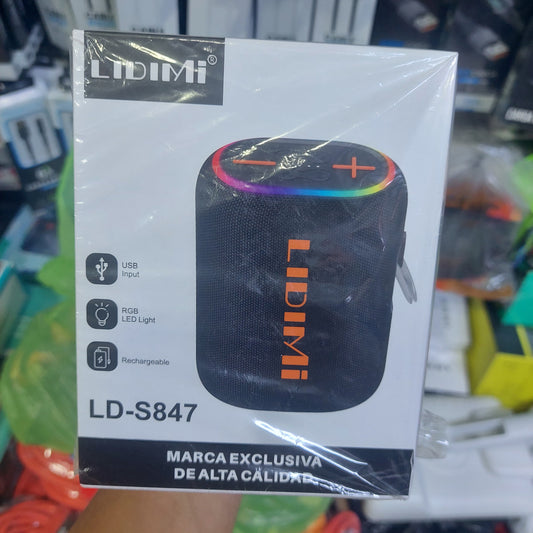 LIDIMI®
LIDIMI
USB
Input
RGB
LED Light
Rechargeable
LD-S847
MARCA EXCLUSIVA
DE ALTA CALIDAD